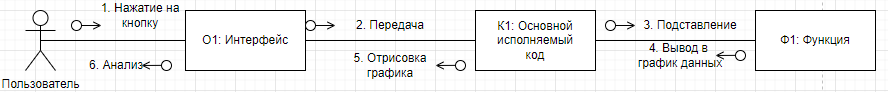 1. Нажатие на
кнопку
О1: Интерфейс
2. Передача
К1: Основной
исполняемый
код
3. Подставление
4. Вывод в
график данных
Ф1: Функция
5. Отрисовка
графика
6. Анализ
Пользователь